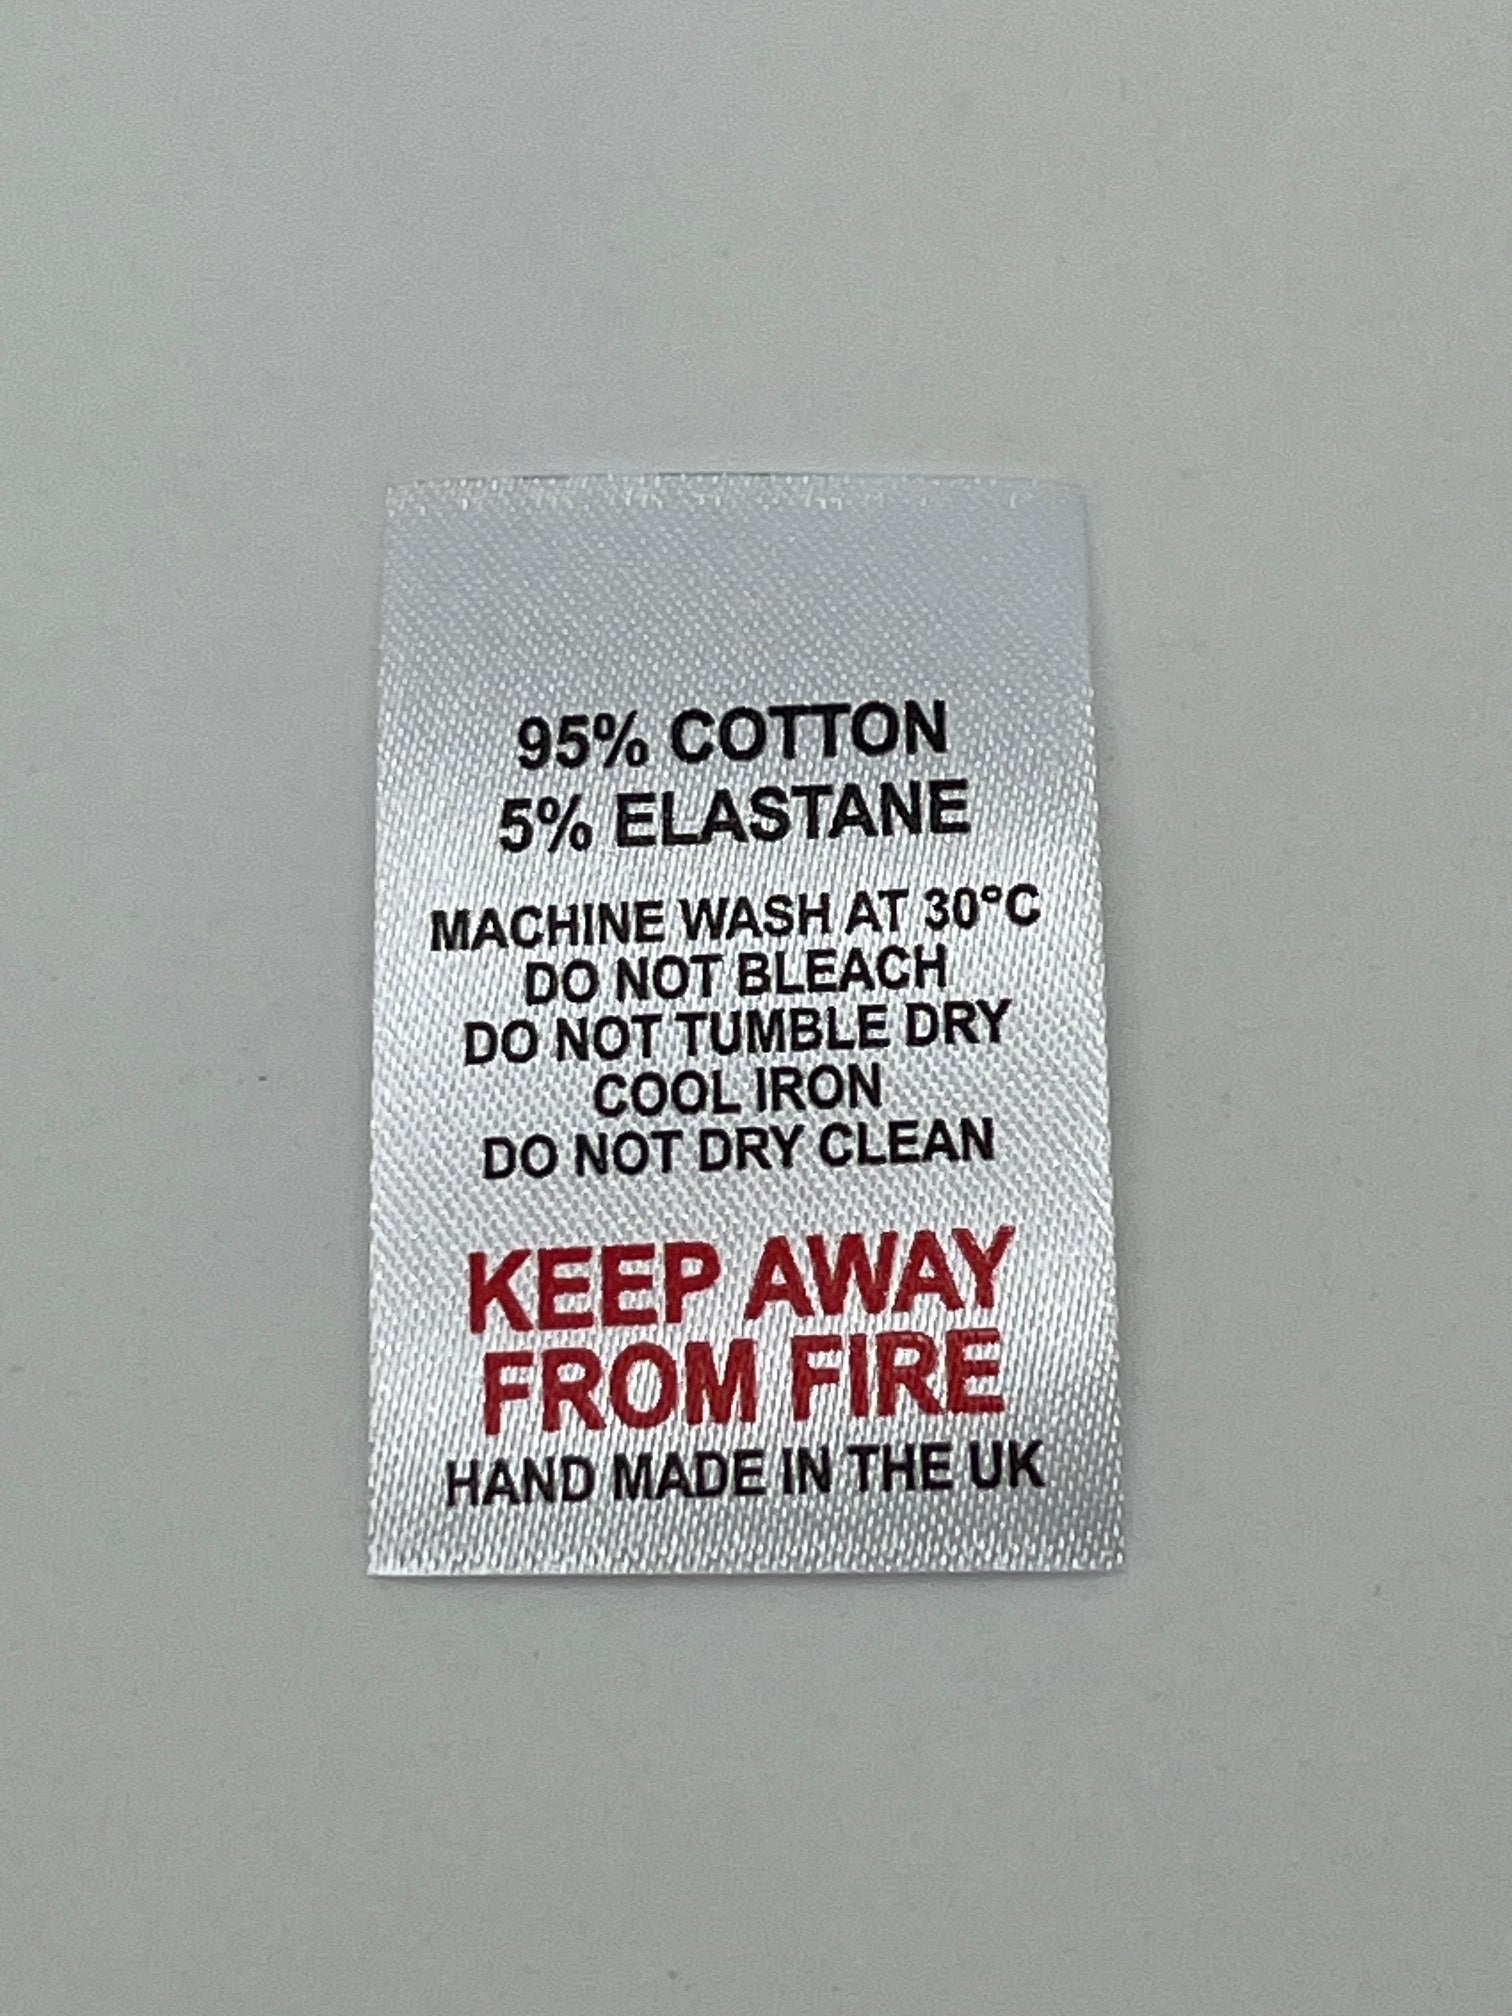 95% COTTON
5% ELASTANE
MACHINE WASH AT 30°C
DO NOT BLEACH
DO NOT TUMBLE DRY
COOL IRON
DO NOT DRY CLEAN
KEEP AWAY
FROM FIRE
HAND MADE IN THE UK